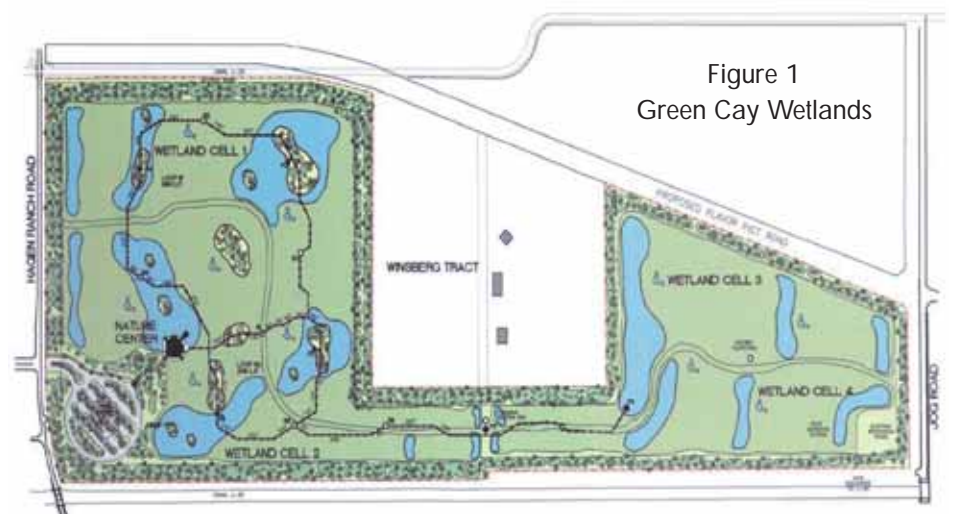 Figure 1
Green Cay Wetlands
WETLAND CELL 1
HAGEN RANCH ROAD
PROPOSED FLAVOR PICT ROAD
WINSBERG TRACT
WETLAND CELL 3
NATURE
CENTER
WETLAND CELL 4
JOG ROAD
WETLAND CELL 2